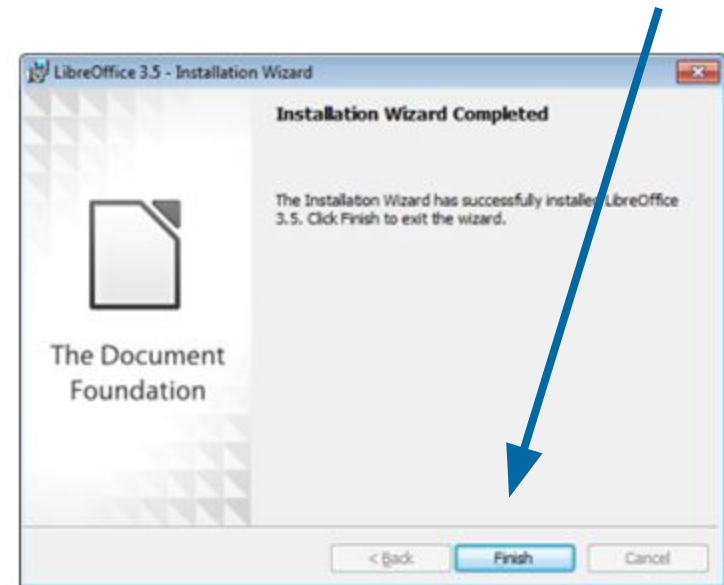 LibreOffice 3.5 - Installation Wizard
Installation Wizard Completed
The Installation Wizard has successfully installed LibreOffice
3.5. Click Finish to exit the wizard.
The Document
Foundation
< Back
Finish
Cancel